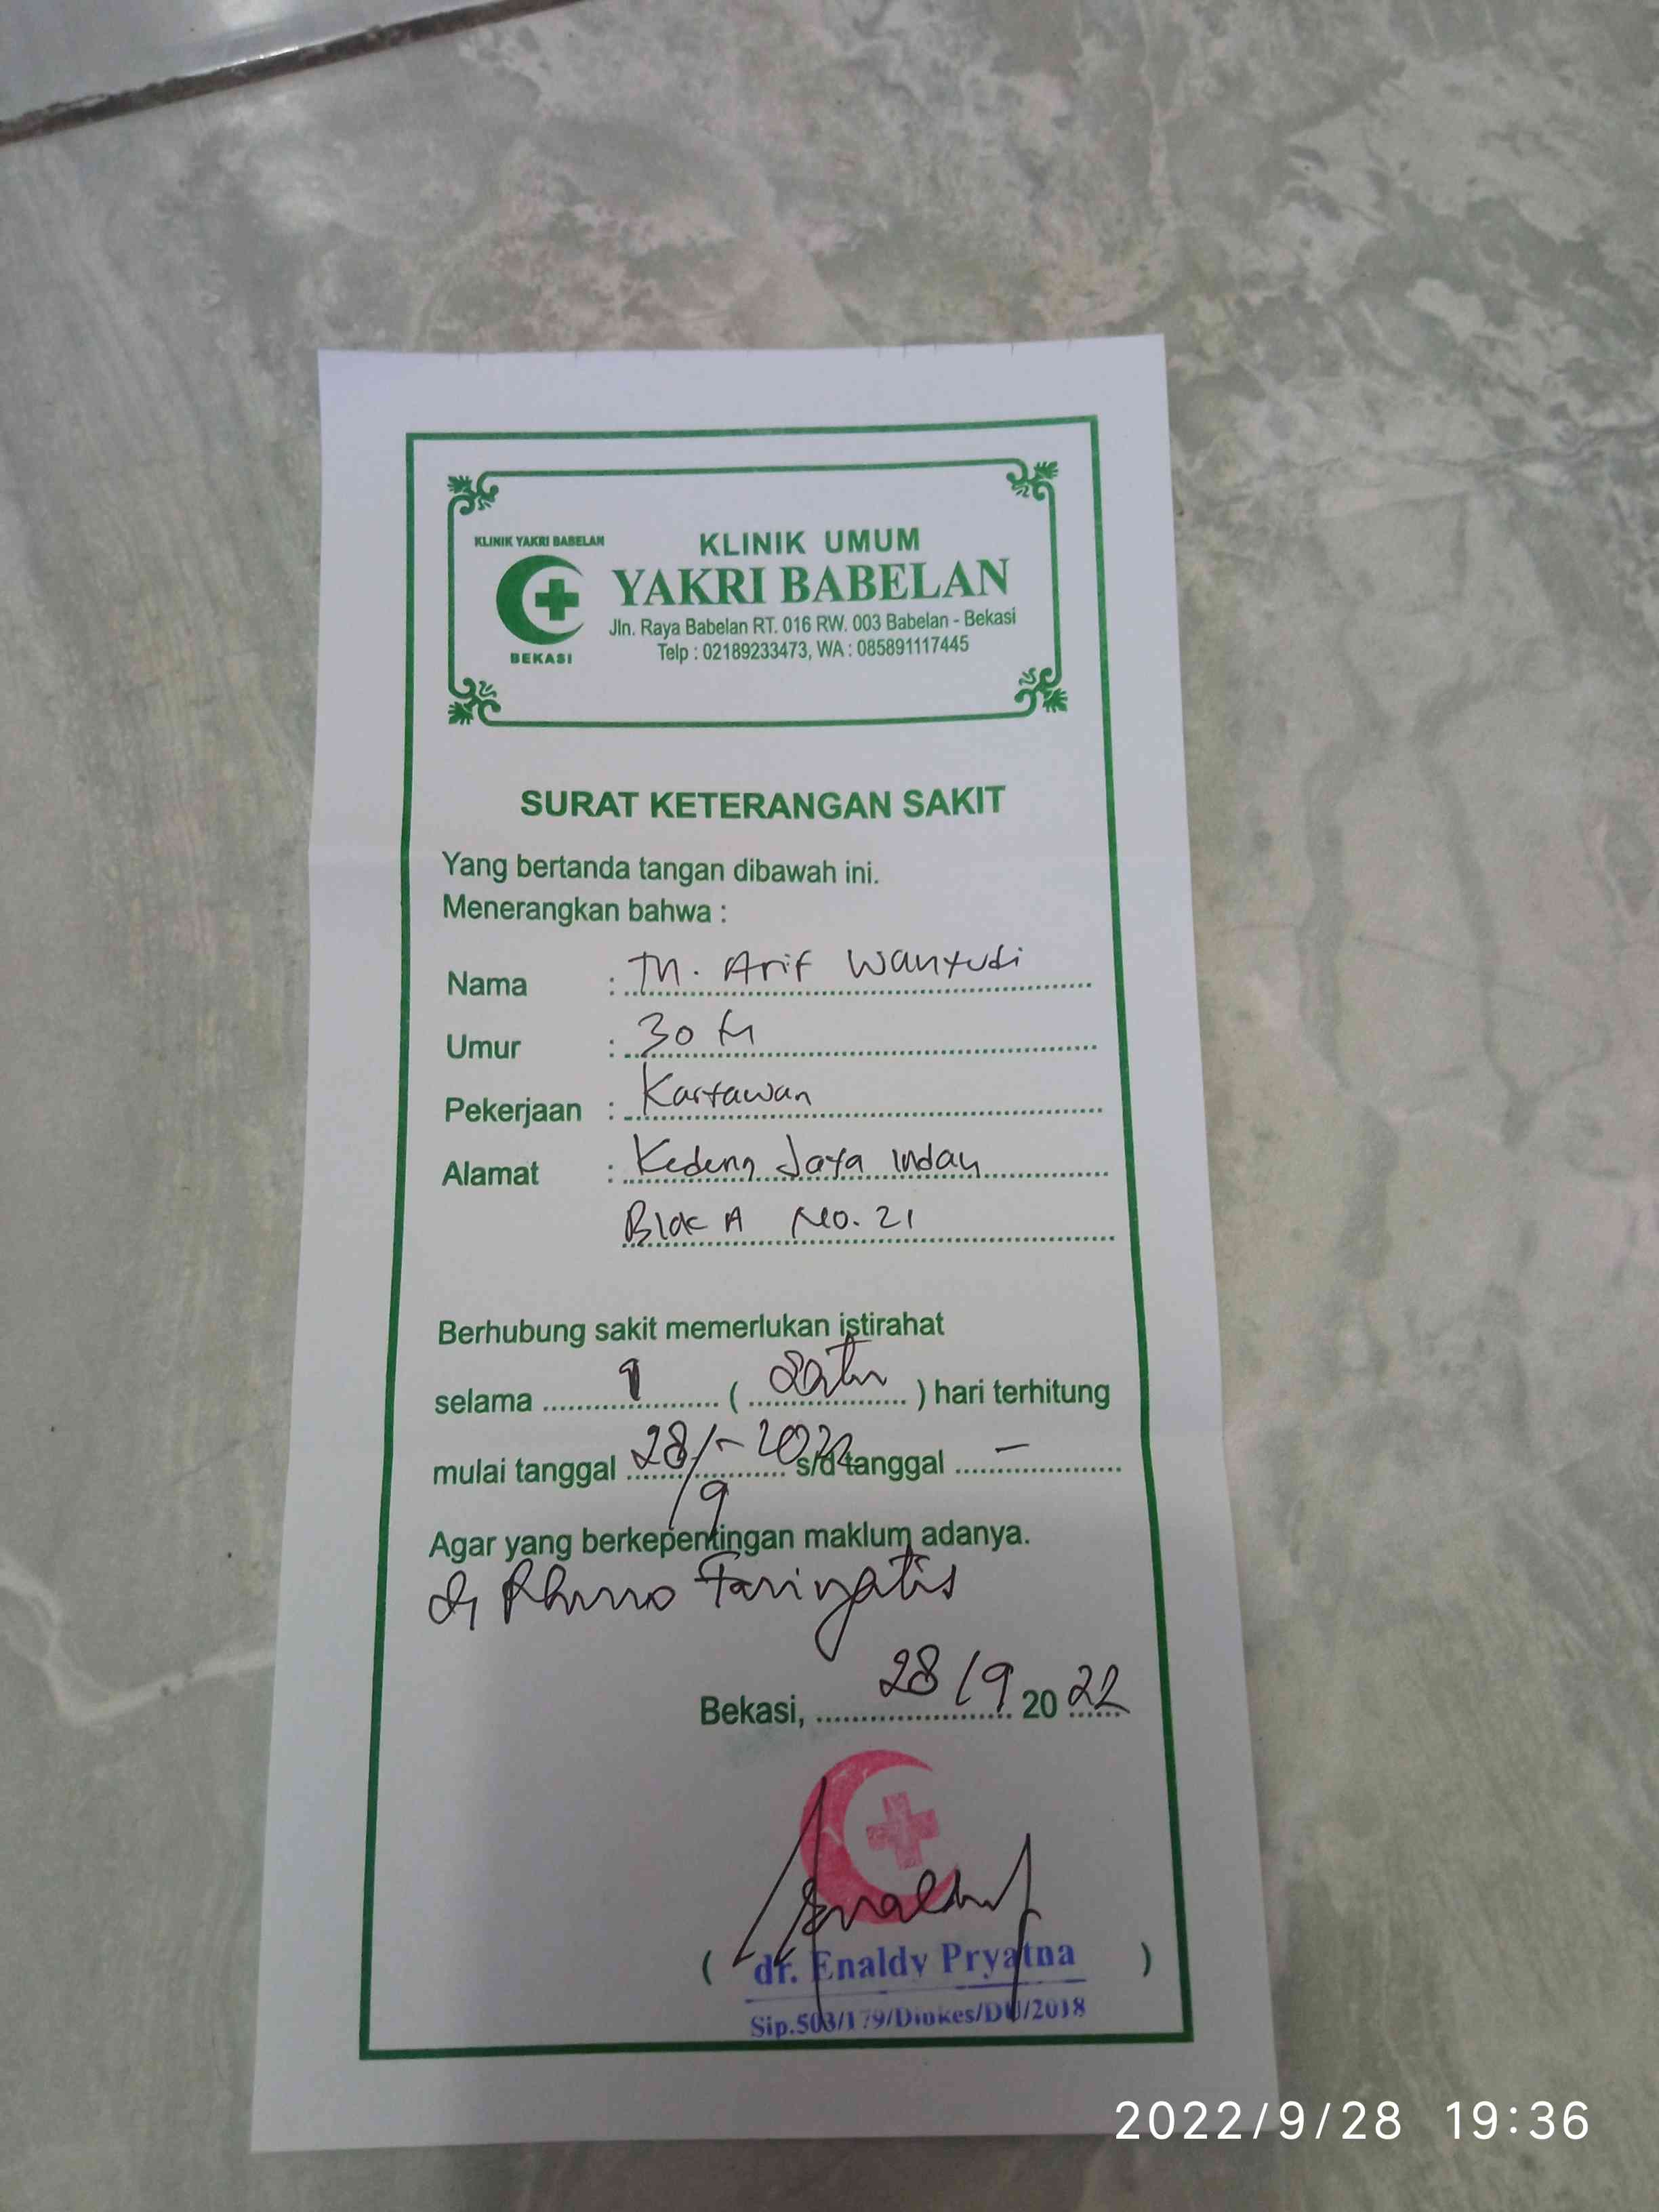 KLINIK YAKRI BABELAN
BEKASI
KLINIK UMUM
YAKRI BABELAN
Jln. Raya Babelan RT. 016 RW. 003 Babelan - Bekasi
Telp : 02189233473, WA : 085891117445
SURAT KETERANGAN SAKIT
Yang bertanda tangan dibawah ini.
Menerangkan bahwa :
Nama : Tn. Arif Wahyudi
Umur : 30 th
Pekerjaan : Karyawan
Alamat : Kedeng Jaya Indah
Blok A No. 21
Berhubung sakit memerlukan istirahat
selama 1 ( Satu ) hari terhitung
mulai tanggal 28/9-2022 s/d tanggal -
Agar yang berkepentingan maklum adanya.
Faringatis
Bekasi, 28/9 2022
( dr. Enaldy Pryatna )
Sip.503/179/Dinkes/DU/2018
2022/9/28 19:36